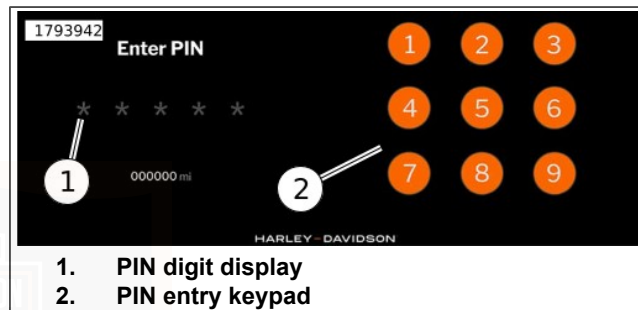 1793942
Enter PIN
* * * * *
000000 mi
1 2 3
4 5 6
7 8 9
1
2
HARLEY-DAVIDSON
1. PIN digit display
2. PIN entry keypad